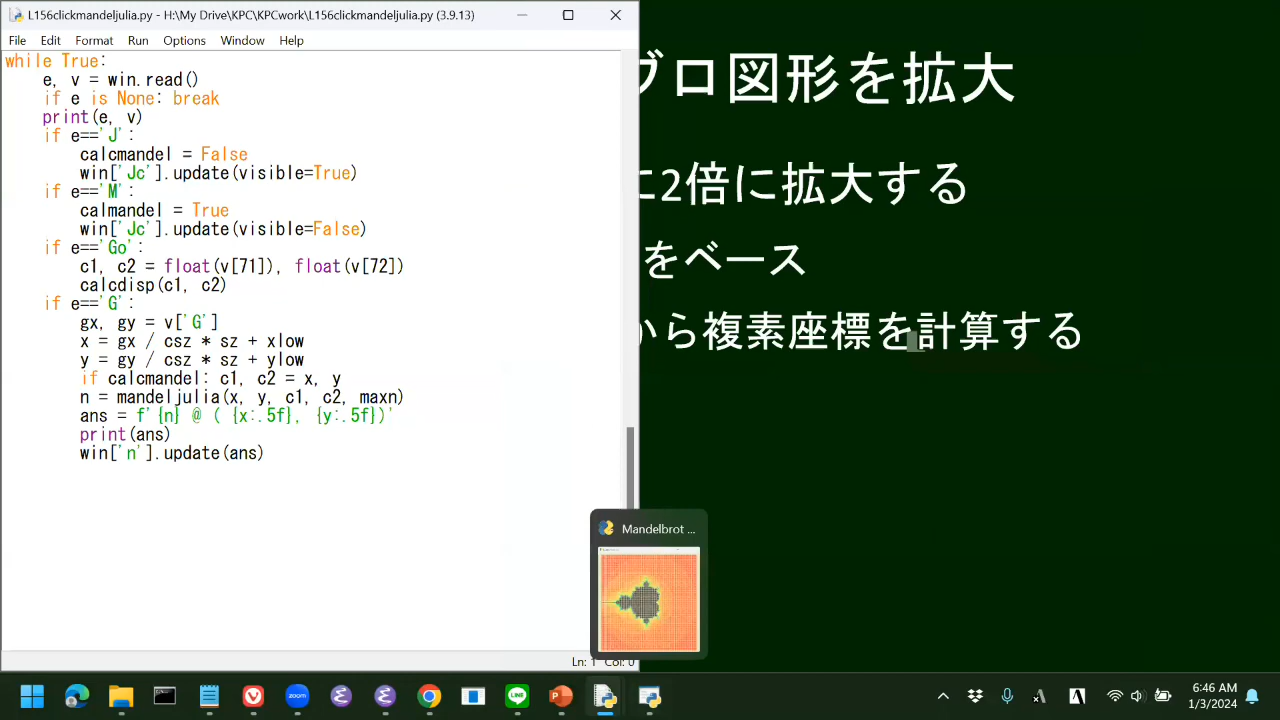 L156clickmandeljulia.py - H:\My Drive\KPC\KPCwork\L156clickmandeljulia.py (3.9.13)
File Edit Format Run Options Window Help
while True:
    e, v = win.read()
    if e is None: break
    print(e, v)
    if e=='J':
        calcmandel = False
        win['Jc'].update(visible=True)
    if e=='M':
        calmandel = True
        win['Jc'].update(visible=False)
    if e=='Go':
        c1, c2 = float(v[71]), float(v[72])
        calcdisp(c1, c2)
    if e=='G':
        gx, gy = v['G']
        x = gx / csz * sz + xlow
        y = gy / csz * sz + ylow
        if calcmandel: c1, c2 = x, y
        n = mandeljulia(x, y, c1, c2, maxn)
        ans = f'{n} @ ( {x:.5f}, {y:.5f})'
        print(ans)
        win['n'].update(ans)
Ln: 1 Col: 0
ブロ図形を拡大
に2倍に拡大する
をベース
から複素座標を計算する
Mandelbrot ...
zoom
LINE
A
6:46 AM
1/3/2024